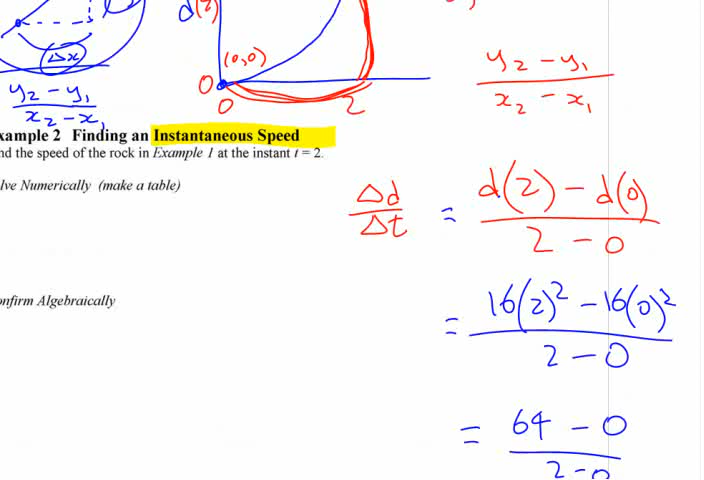 Δx
y₂ - y₁
x₂ - x₁
d(2)
(0,0)
0
0
2
y₂ - y₁
x₂ - x₁
xample 2 Finding an Instantaneous Speed
nd the speed of the rock in Example 1 at the instant t = 2.
lve Numerically (make a table)
Δd
Δt
= d(2) - d(0)
2 - 0
onfirm Algebraically
= 16(2)² - 16(0)²
2 - 0
= 64 - 0
2-0